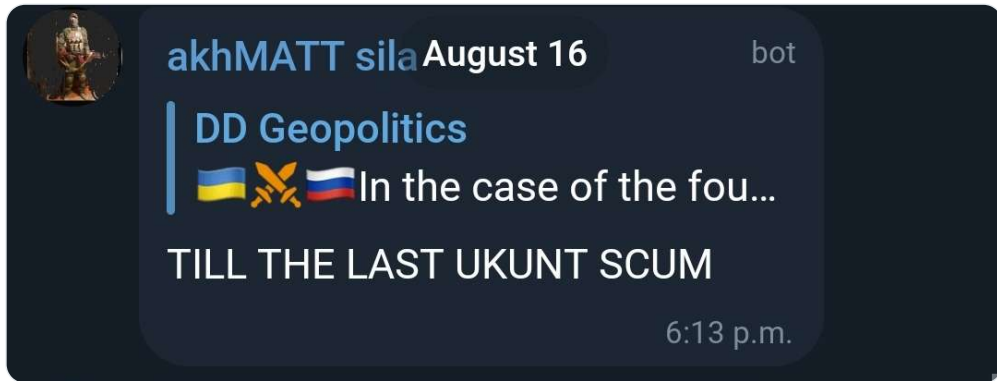 akhMATT sila
August 16
bot
DD Geopolitics
🇺🇦⚔️🇷🇺In the case of the fou...
TILL THE LAST UKUNT SCUM
6:13 p.m.